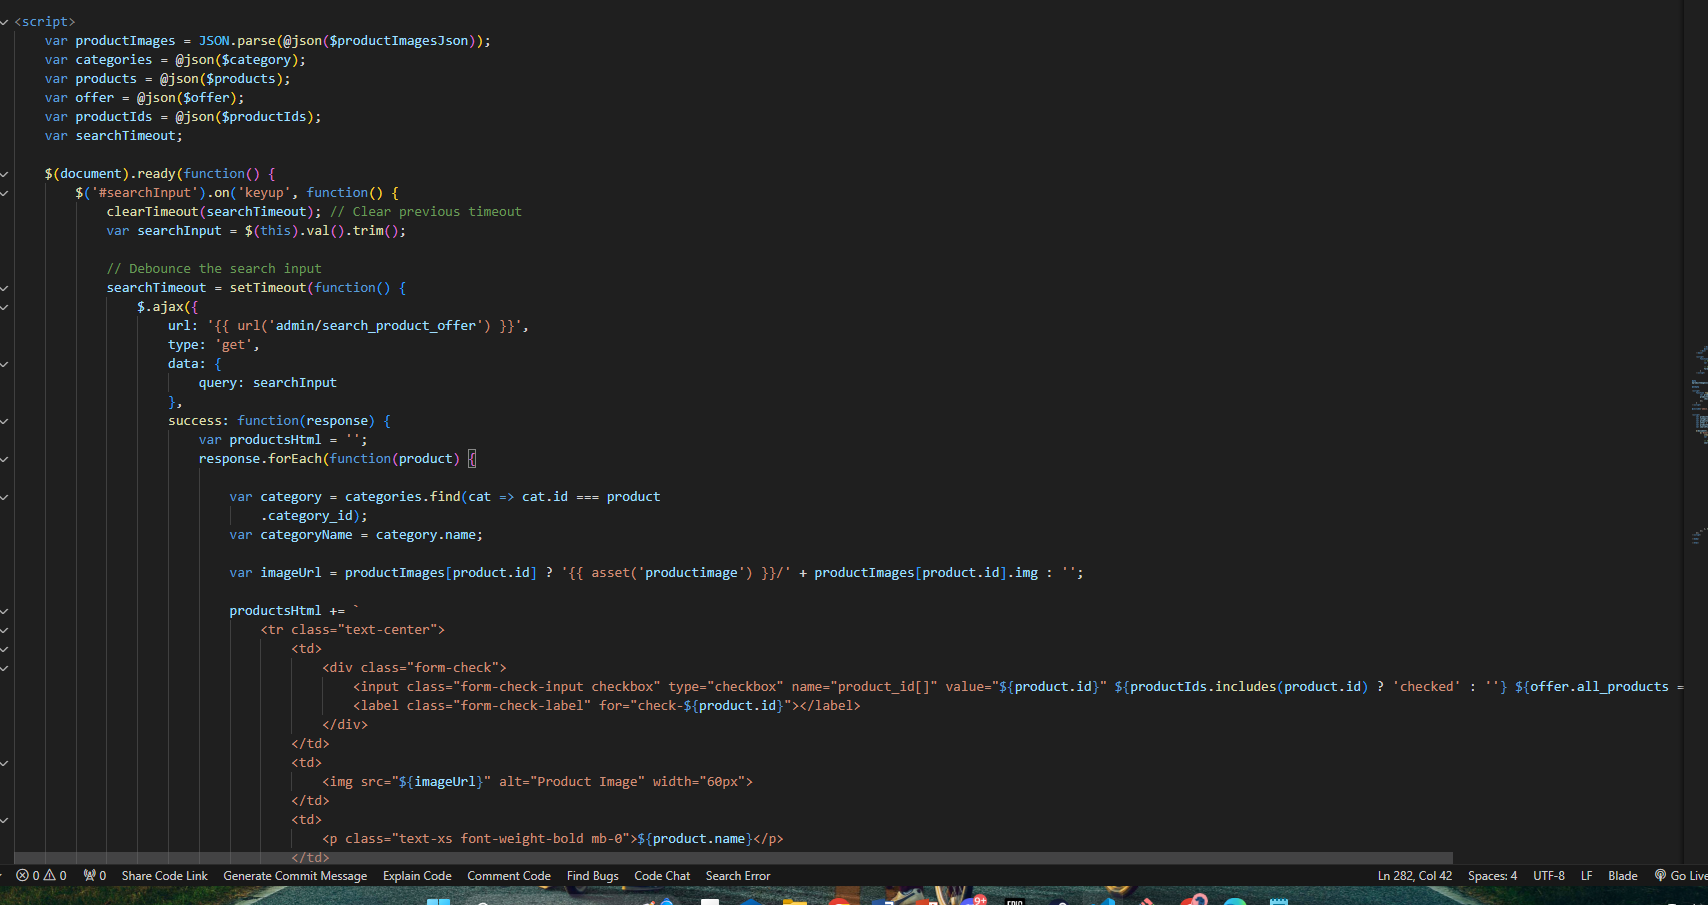 <script>
var productImages = JSON.parse(@json($productImagesJson));
var categories = @json($category);
var products = @json($products);
var offer = @json($offer);
var productIds = @json($productIds);
var searchTimeout;
$(document).ready(function() {
$('#searchInput').on('keyup', function() {
clearTimeout(searchTimeout); // Clear previous timeout
var searchInput = $(this).val().trim();
// Debounce the search input
searchTimeout = setTimeout(function() {
$.ajax({
url: '{{ url('admin/search_product_offer') }}',
type: 'get',
data: {
query: searchInput
},
success: function(response) {
var productsHtml = '';
response.forEach(function(product) {
var category = categories.find(cat => cat.id === product
.category_id);
var categoryName = category.name;
var imageUrl = productImages[product.id] ? '{{ asset('productimage') }}/' + productImages[product.id].img : '';
productsHtml += `
<tr class="text-center">
<td>
<div class="form-check">
<input class="form-check-input checkbox" type="checkbox" name="product_id[]" value="${product.id}" ${productIds.includes(product.id) ? 'checked' : ''} ${offer.all_products =
<label class="form-check-label" for="check-${product.id}"></label>
</div>
</td>
<td>
<img src="${imageUrl}" alt="Product Image" width="60px">
</td>
<td>
<p class="text-xs font-weight-bold mb-0">${product.name}</p>
</td>
0 0 0 Share Code Link Generate Commit Message Explain Code Comment Code Find Bugs Code Chat Search Error Ln 282, Col 42 Spaces: 4 UTF-8 LF Blade Go Live
9+
EPIC